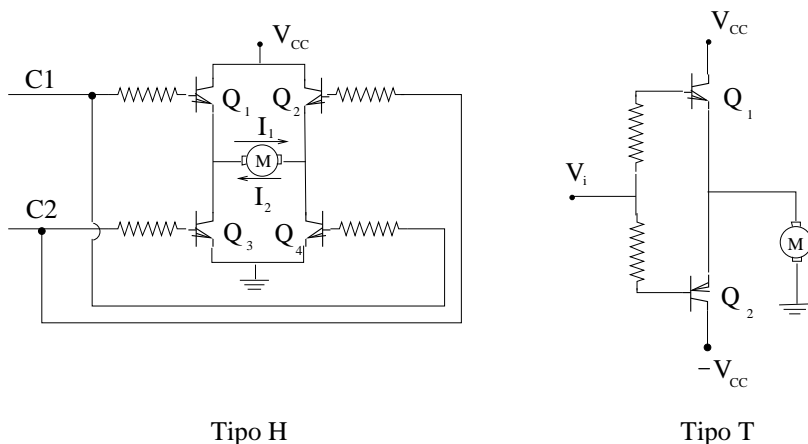 V_CC
C1
Q_1
Q_2
I_1
M
I_2
C2
Q_3
Q_4
Tipo H
V_CC
Q_1
V_i
M
Q_2
−V_CC
Tipo T